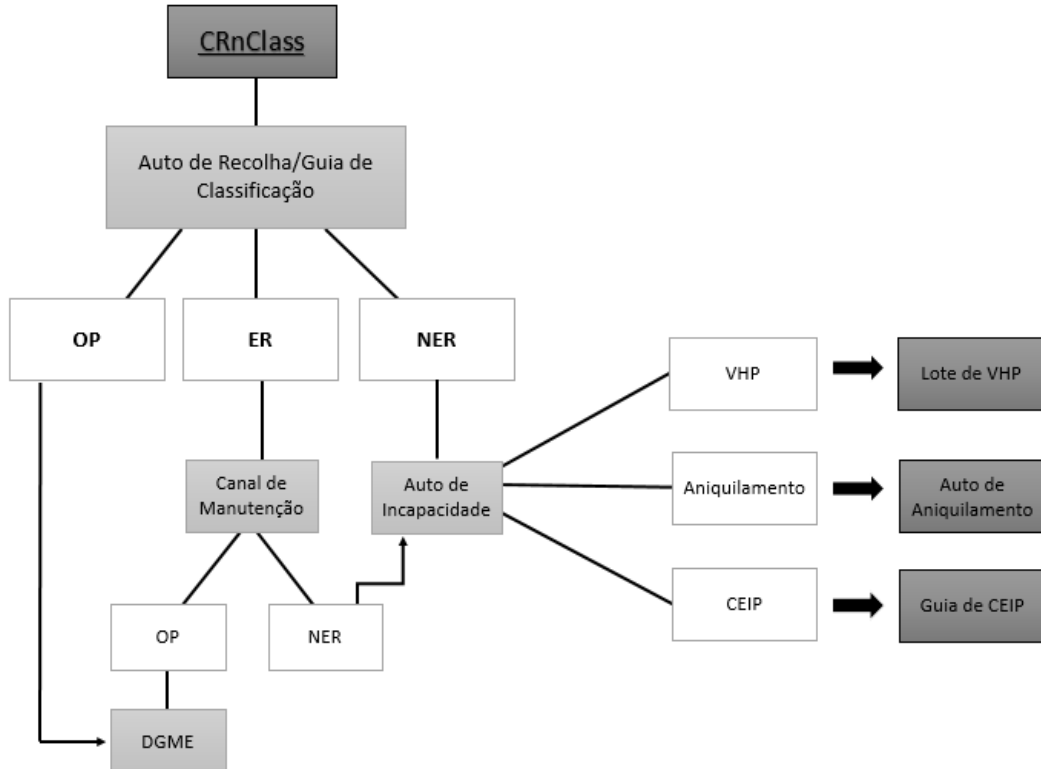 CRnClass
Auto de Recolha/Guia de
Classificação
OP
ER
NER
VHP
Lote de VHP
Canal de
Manutenção
Auto de
Incapacidade
Aniquilamento
Auto de
Aniquilamento
OP
NER
CEIP
Guia de CEIP
DGME